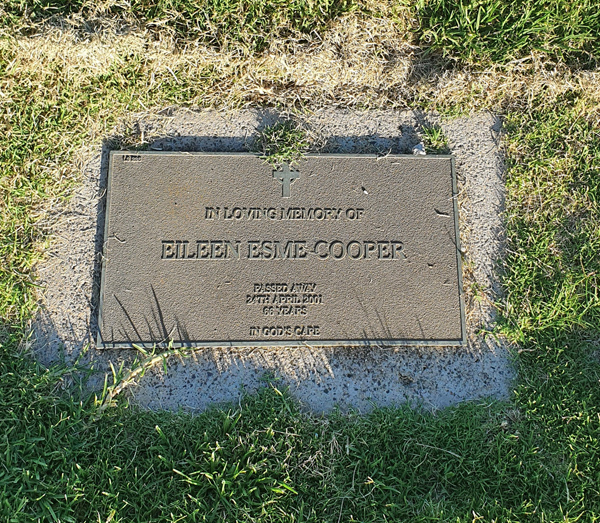 IN LOVING MEMORY OF
EILEEN ESME COOPER
PASSED AWAY
24TH APRIL 2001
66 YEARS
IN GOD'S CARE